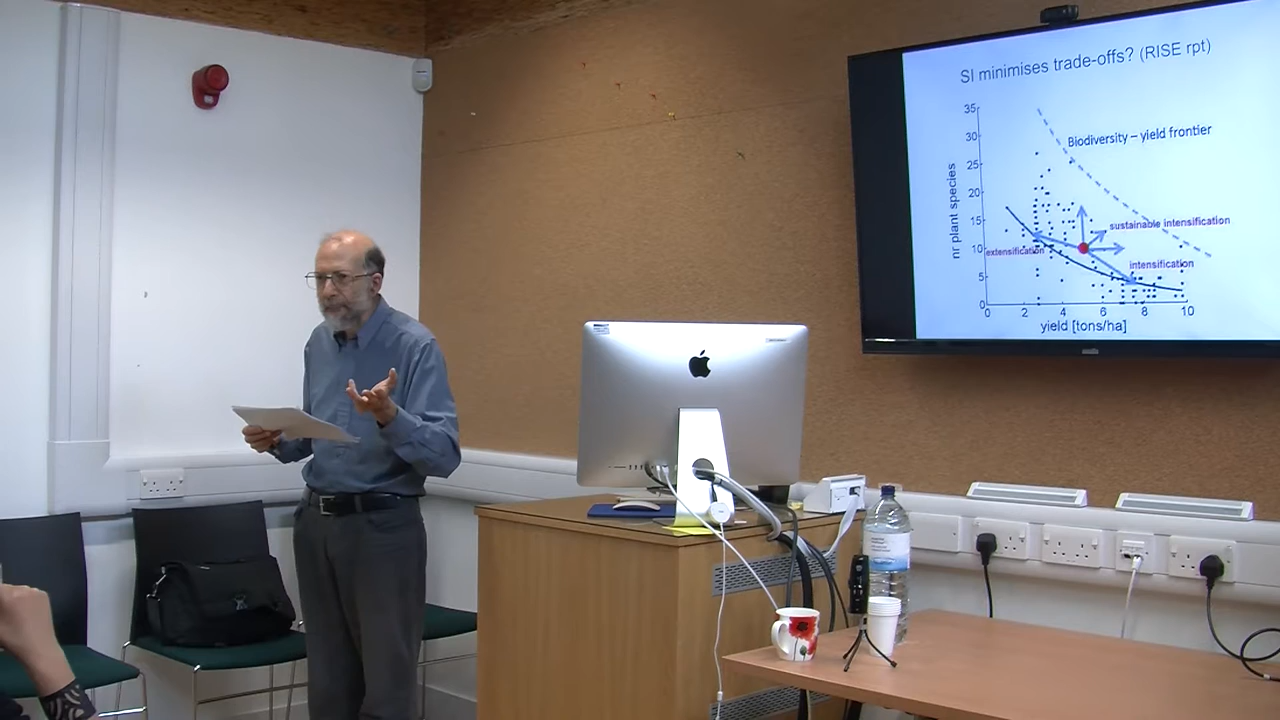 SI minimises trade-offs? (RISE rpt)
35
30
25
20
15
10
5
0
nr plant species
Biodiversity – yield frontier
sustainable intensification
extensification
intensification
0 2 4 6 8 10
yield [tons/ha]